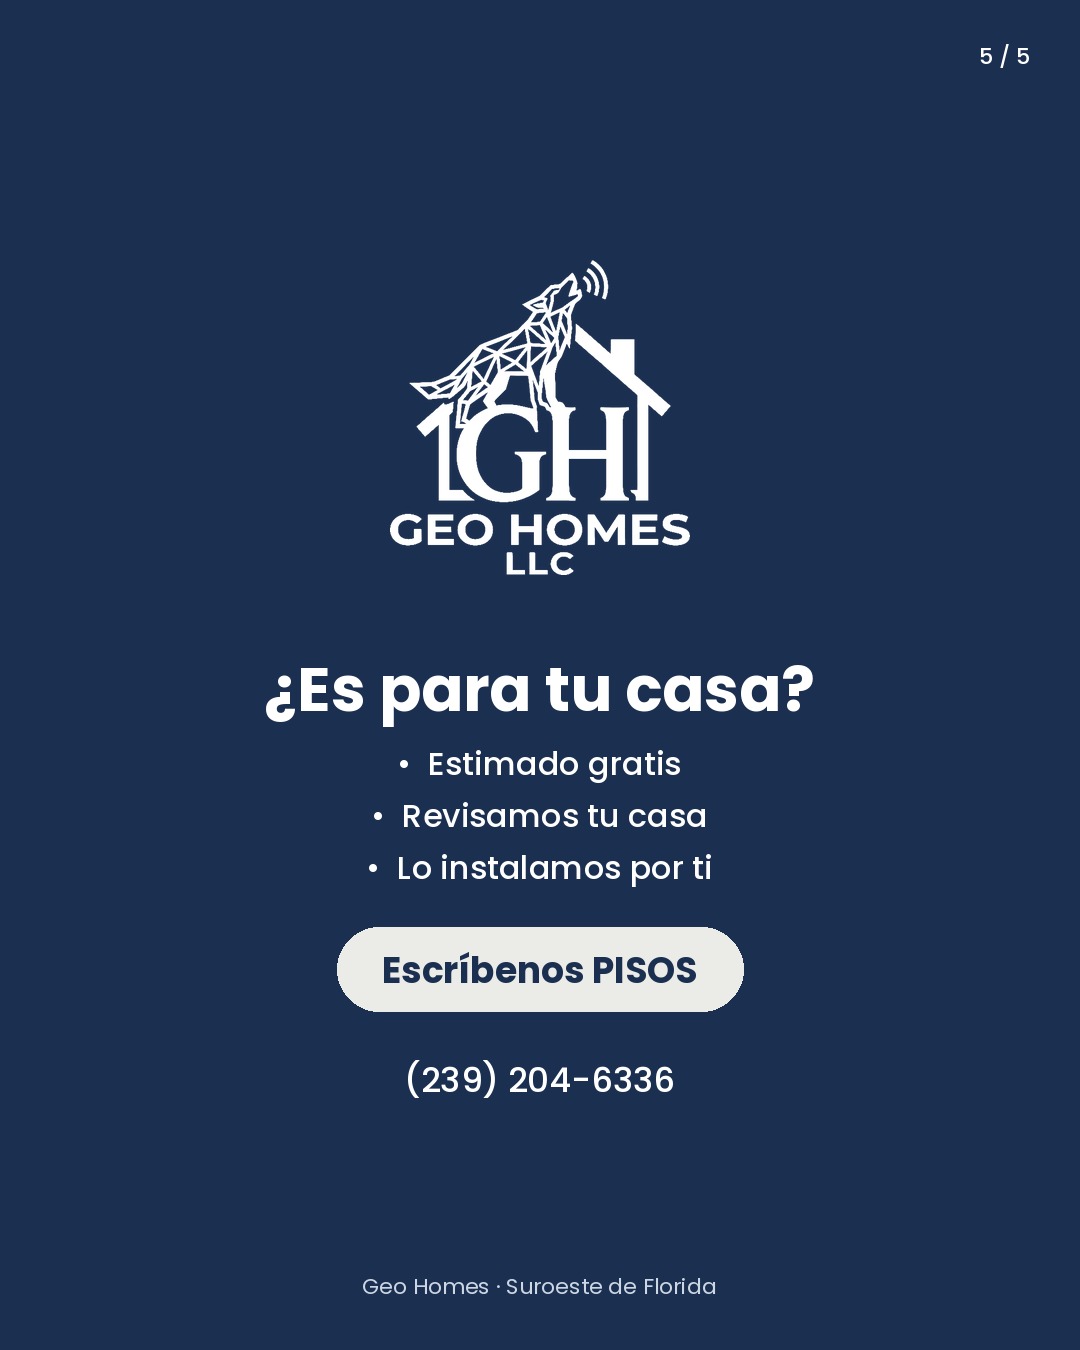 5 / 5
GH
GEO HOMES
LLC
¿Es para tu casa?
• Estimado gratis
• Revisamos tu casa
• Lo instalamos por ti
Escríbenos PISOS
(239) 204-6336
Geo Homes · Suroeste de Florida